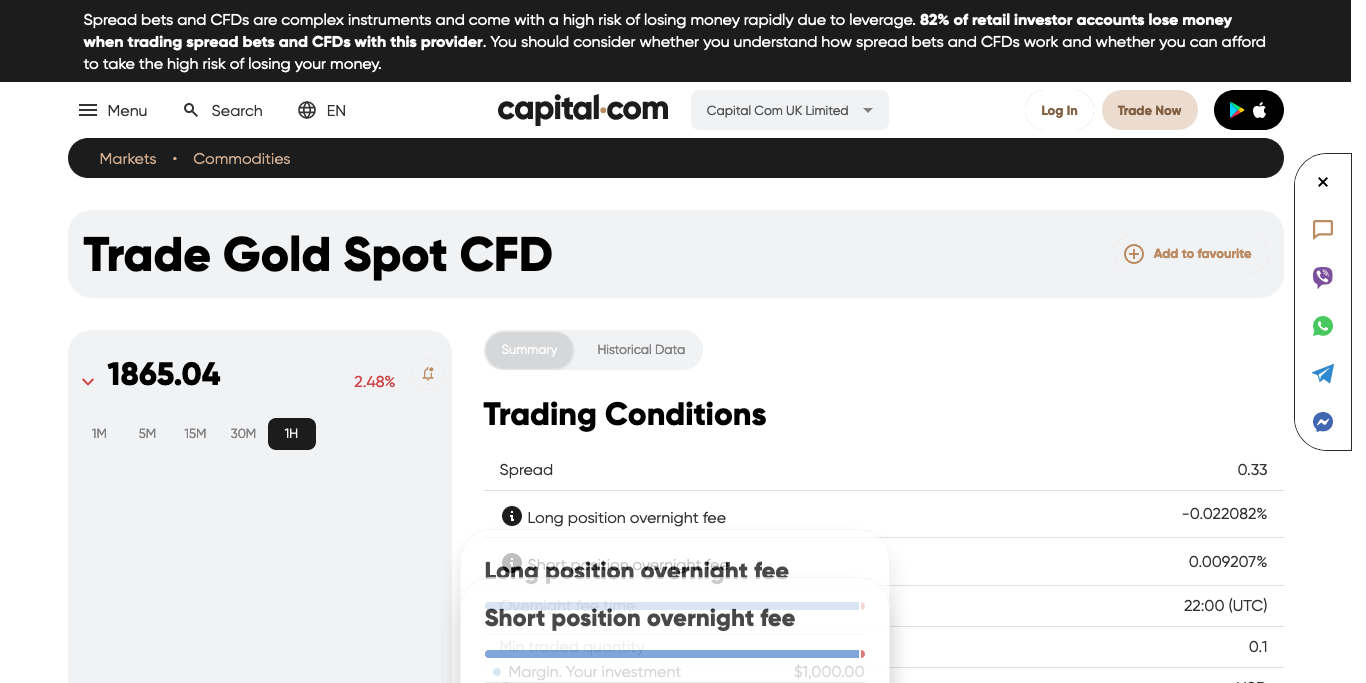 Spread bets and CFDs are complex instruments and come with a high risk of losing money rapidly due to leverage. 82% of retail investor accounts lose money
when trading spread bets and CFDs with this provider. You should consider whether you understand how spread bets and CFDs work and whether you can afford
to take the high risk of losing your money.
Menu Search EN capital.com Capital Com UK Limited Log In Trade Now
Markets • Commodities
Trade Gold Spot CFD Add to favourite
1865.04 2.48%
1M 5M 15M 30M 1H
Summary Historical Data
Trading Conditions
Spread 0.33
Long position overnight fee -0.022082%
Short position overnight fee 0.009207%
Long position overnight fee
Overnight fee time 22:00 (UTC)
Short position overnight fee
Min traded quantity 0.1
Margin. Your investment $1,000.00